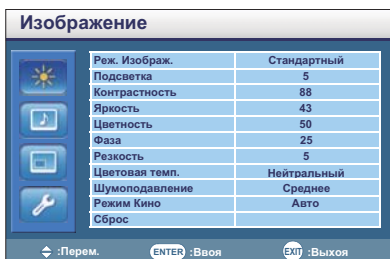 Изображение
Реж. Изображ. Стандартный
Подсветка 5
Контрастность 88
Яркость 43
Цветность 50
Фаза 25
Резкость 5
Цветовая темп. Нейтральный
Шумоподавление Среднее
Режим Кино Авто
Сброс
:Перем. ENTER :Ввоя EXIT :Выхоя